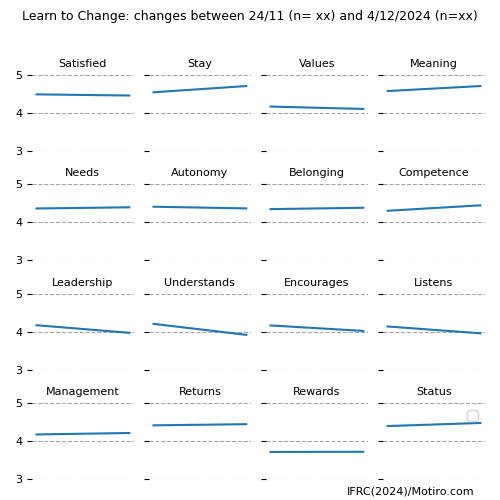 Learn to Change: changes between 24/11 (n= xx) and 4/12/2024 (n=xx)
Satisfied Stay Values Meaning
5
4
3
Needs Autonomy Belonging Competence
5
4
3
Leadership Understands Encourages Listens
5
4
3
Management Returns Rewards Status
5
4
3
IFRC(2024)/Motiro.com